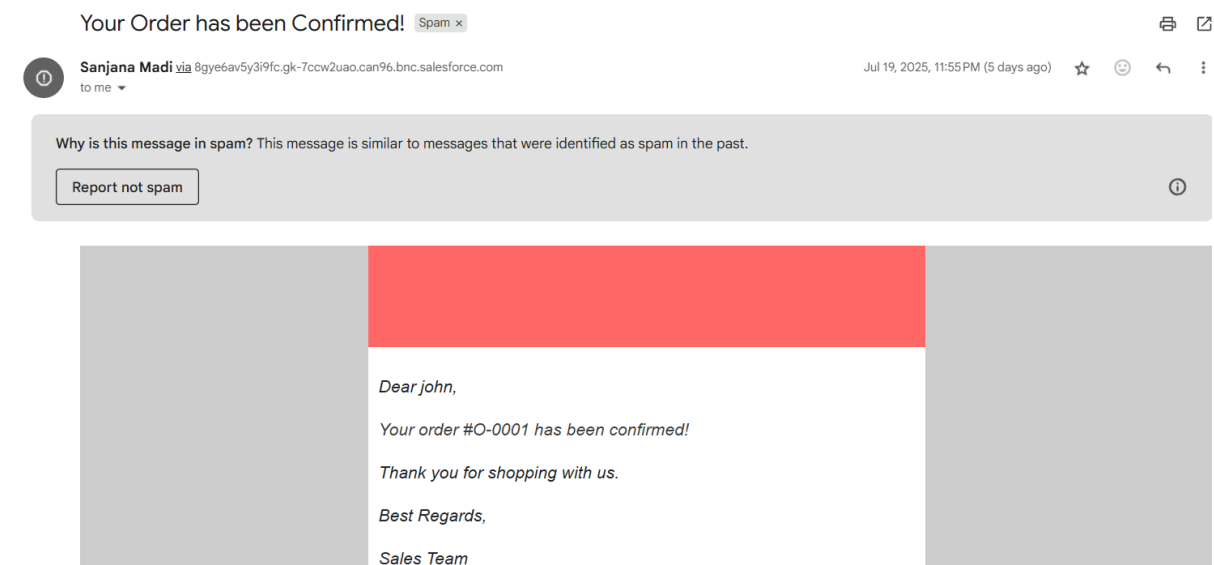 Your Order has been Confirmed! Spam ×
Sanjana Madi via 8gye6av5y3i9fc.gk-7ccw2uao.can96.bnc.salesforce.com Jul 19, 2025, 11:55 PM (5 days ago)
to me
Why is this message in spam? This message is similar to messages that were identified as spam in the past.
Report not spam
Dear john,
Your order #O-0001 has been confirmed!
Thank you for shopping with us.
Best Regards,
Sales Team